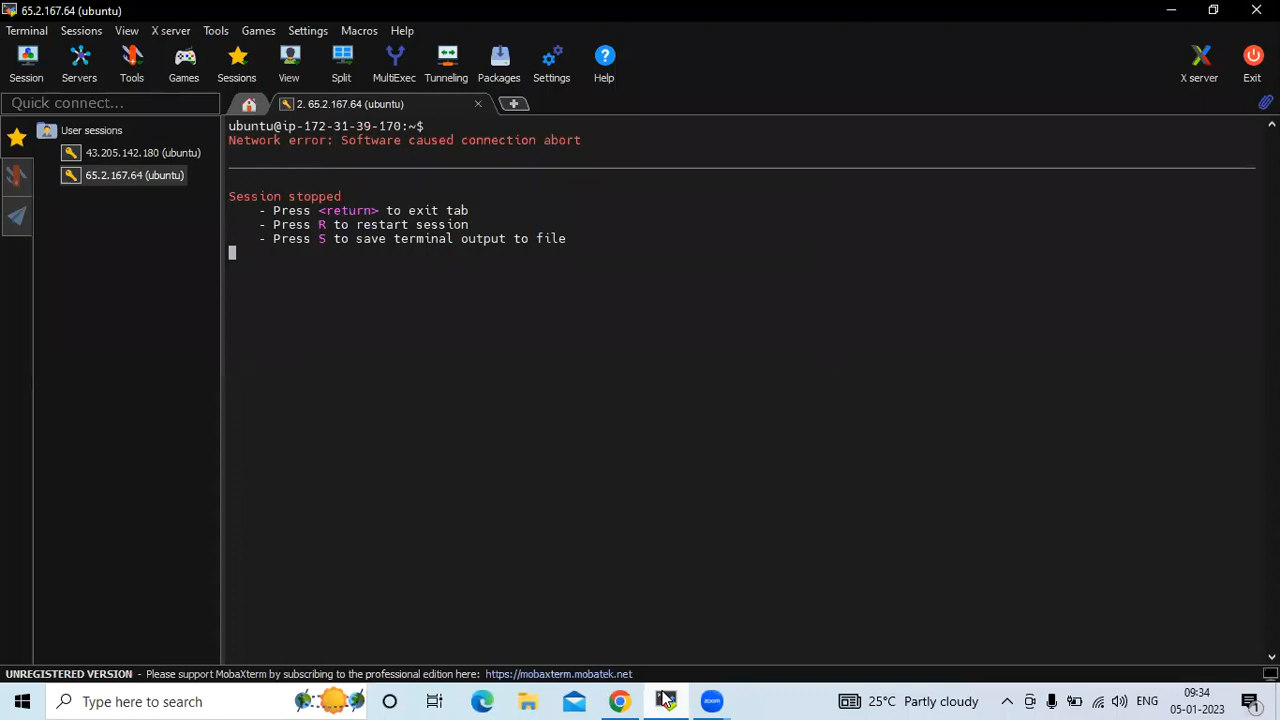 65.2.167.64 (ubuntu)
Terminal Sessions View X server Tools Games Settings Macros Help
Session Servers Tools Games Sessions View Split MultiExec Tunneling Packages Settings Help X server Exit
Quick connect... 2. 65.2.167.64 (ubuntu)
User sessions
43.205.142.180 (ubuntu)
65.2.167.64 (ubuntu)
ubuntu@ip-172-31-39-170:~$
Network error: Software caused connection abort
Session stopped
- Press <return> to exit tab
- Press R to restart session
- Press S to save terminal output to file
UNREGISTERED VERSION - Please support MobaXterm by subscribing to the professional edition here: https://mobaxterm.mobatek.net
Type here to search zoom 25°C Partly cloudy ENG 09:34
05-01-2023 1